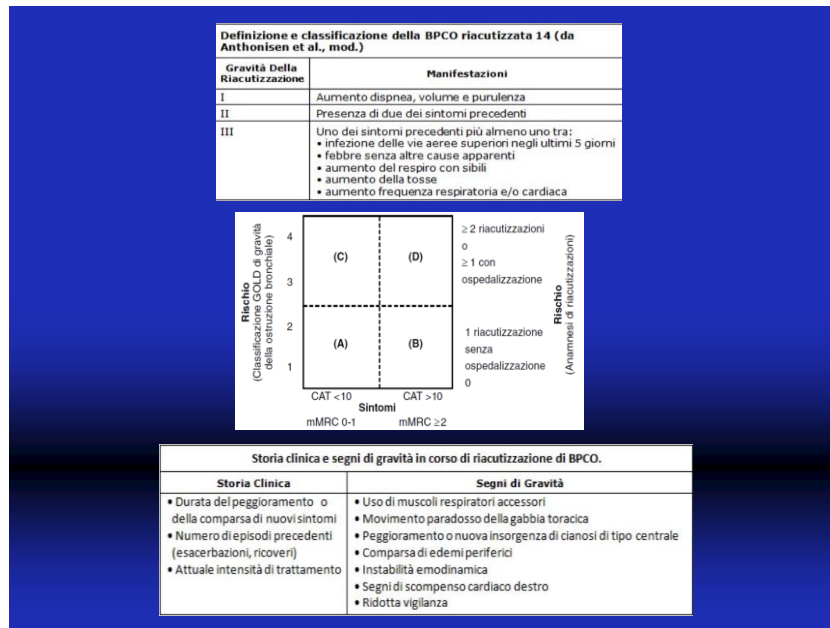 Definizione e classificazione della BPCO riacutizzata 14 (da
Anthonisen et al., mod.)
Gravità Della
Riacutizzazione
Manifestazioni
I
Aumento dispnea, volume e purulenza
II
Presenza di due dei sintomi precedenti
III
Uno dei sintomi precedenti più almeno uno tra:
• infezione delle vie aeree superiori negli ultimi 5 giorni
• febbre senza altre cause apparenti
• aumento del respiro con sibili
• aumento della tosse
• aumento frequenza respiratoria e/o cardiaca
Rischio
(Classificazione GOLD di gravità
della ostruzione bronchiale)
4
3
2
1
(C)
(D)
(A)
(B)
≥ 2 riacutizzazioni
o
≥ 1 con
ospedalizzazione
1 riacutizzazione
senza
ospedalizzazione
0
Rischio
(Anamnesi di riacutizzazioni)
CAT <10
CAT >10
Sintomi
mMRC 0-1
mMRC ≥2
Storia clinica e segni di gravità in corso di riacutizzazione di BPCO.
Storia Clinica
Segni di Gravità
• Durata del peggioramento o
della comparsa di nuovi sintomi
• Numero di episodi precedenti
(esacerbazioni, ricoveri)
• Attuale intensità di trattamento
• Uso di muscoli respiratori accessori
• Movimento paradosso della gabbia toracica
• Peggioramento o nuova insorgenza di cianosi di tipo centrale
• Comparsa di edemi periferici
• Instabilità emodinamica
• Segni di scompenso cardiaco destro
• Ridotta vigilanza